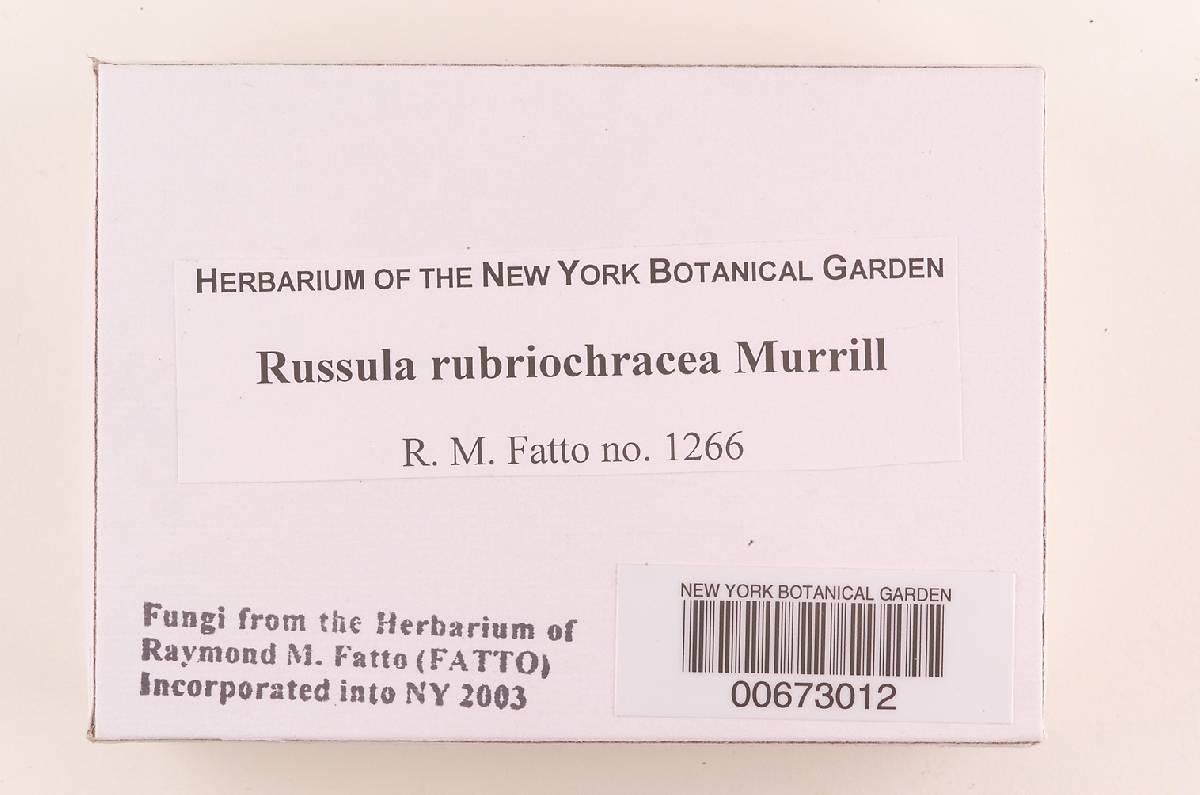 HERBARIUM OF THE NEW YORK BOTANICAL GARDEN
Russula rubriochracea Murrill
R. M. Fatto no. 1266
Fungi from the Herbarium of
Raymond M. Fatto (FATTO)
Incorporated into NY 2003
NEW YORK BOTANICAL GARDEN
00673012